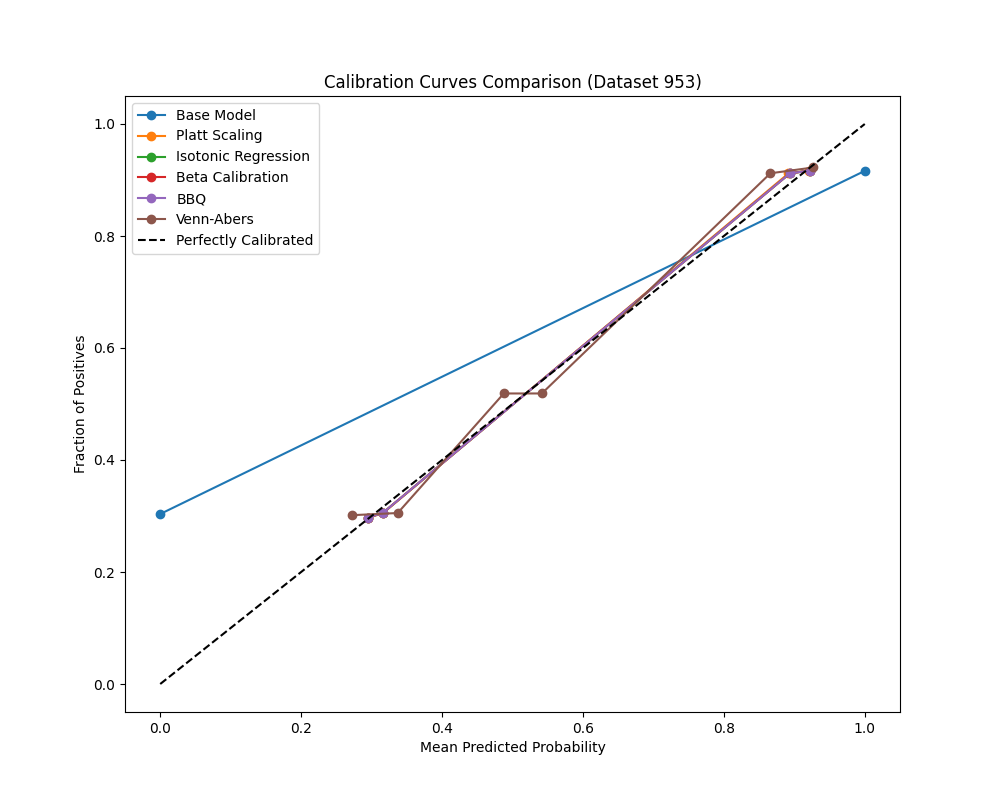 Calibration Curves Comparison (Dataset 953)
Base Model
Platt Scaling
Isotonic Regression
Beta Calibration
BBQ
Venn-Abers
Perfectly Calibrated
Fraction of Positives
1.0
0.8
0.6
0.4
0.2
0.0
0.0 0.2 0.4 0.6 0.8 1.0
Mean Predicted Probability